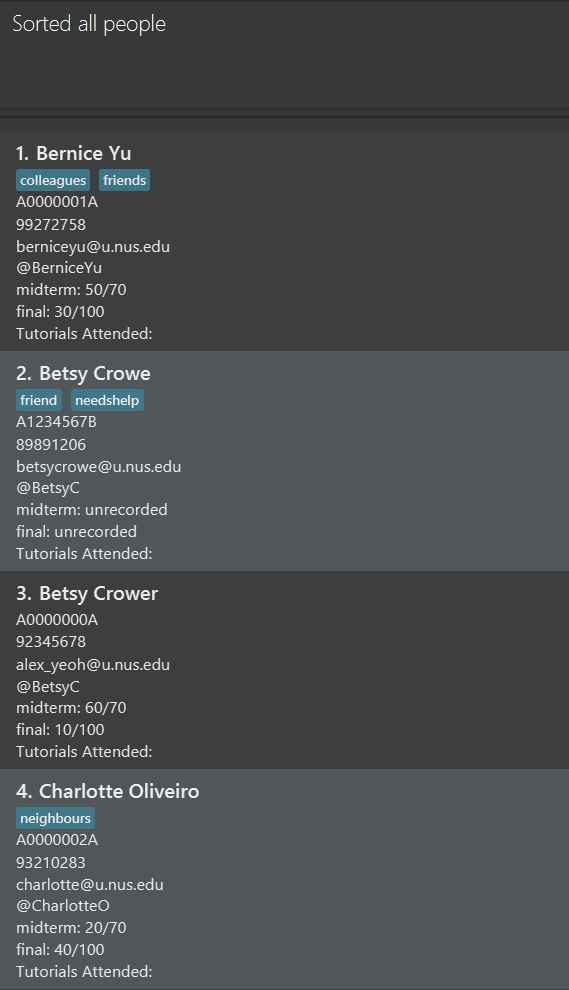 Sorted all people
1. Bernice Yu
colleagues friends
A0000001A
99272758
berniceyu@u.nus.edu
@BerniceYu
midterm: 50/70
final: 30/100
Tutorials Attended:
2. Betsy Crowe
friend needshelp
A1234567B
89891206
betsycrowe@u.nus.edu
@BetsyC
midterm: unrecorded
final: unrecorded
Tutorials Attended:
3. Betsy Crower
A0000000A
92345678
alex_yeoh@u.nus.edu
@BetsyC
midterm: 60/70
final: 10/100
Tutorials Attended:
4. Charlotte Oliveiro
neighbours
A0000002A
93210283
charlotte@u.nus.edu
@CharlotteO
midterm: 20/70
final: 40/100
Tutorials Attended: